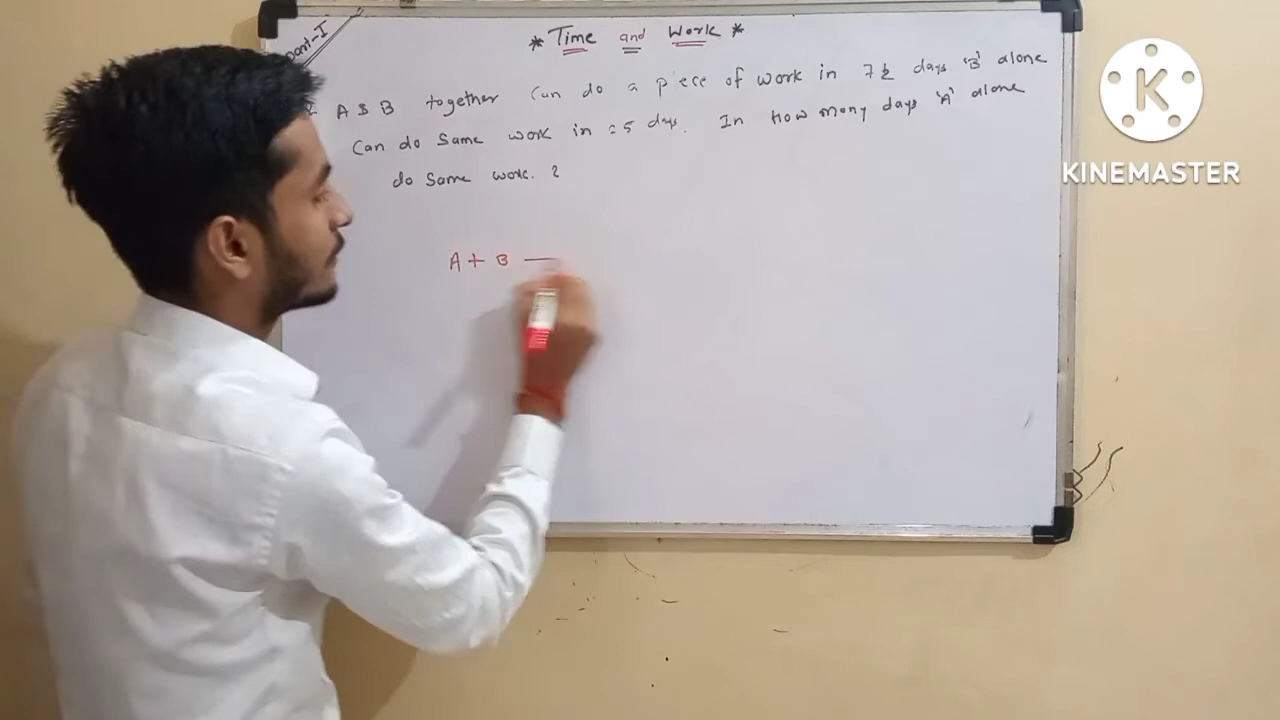 part-I
* Time and Work *
A & B together Can do a piece of work in 7½ days 'B' alone
Can do Same work in 25 days. In How many days 'A' alone
do Same work. ?
A + B —
K
KINEMASTER